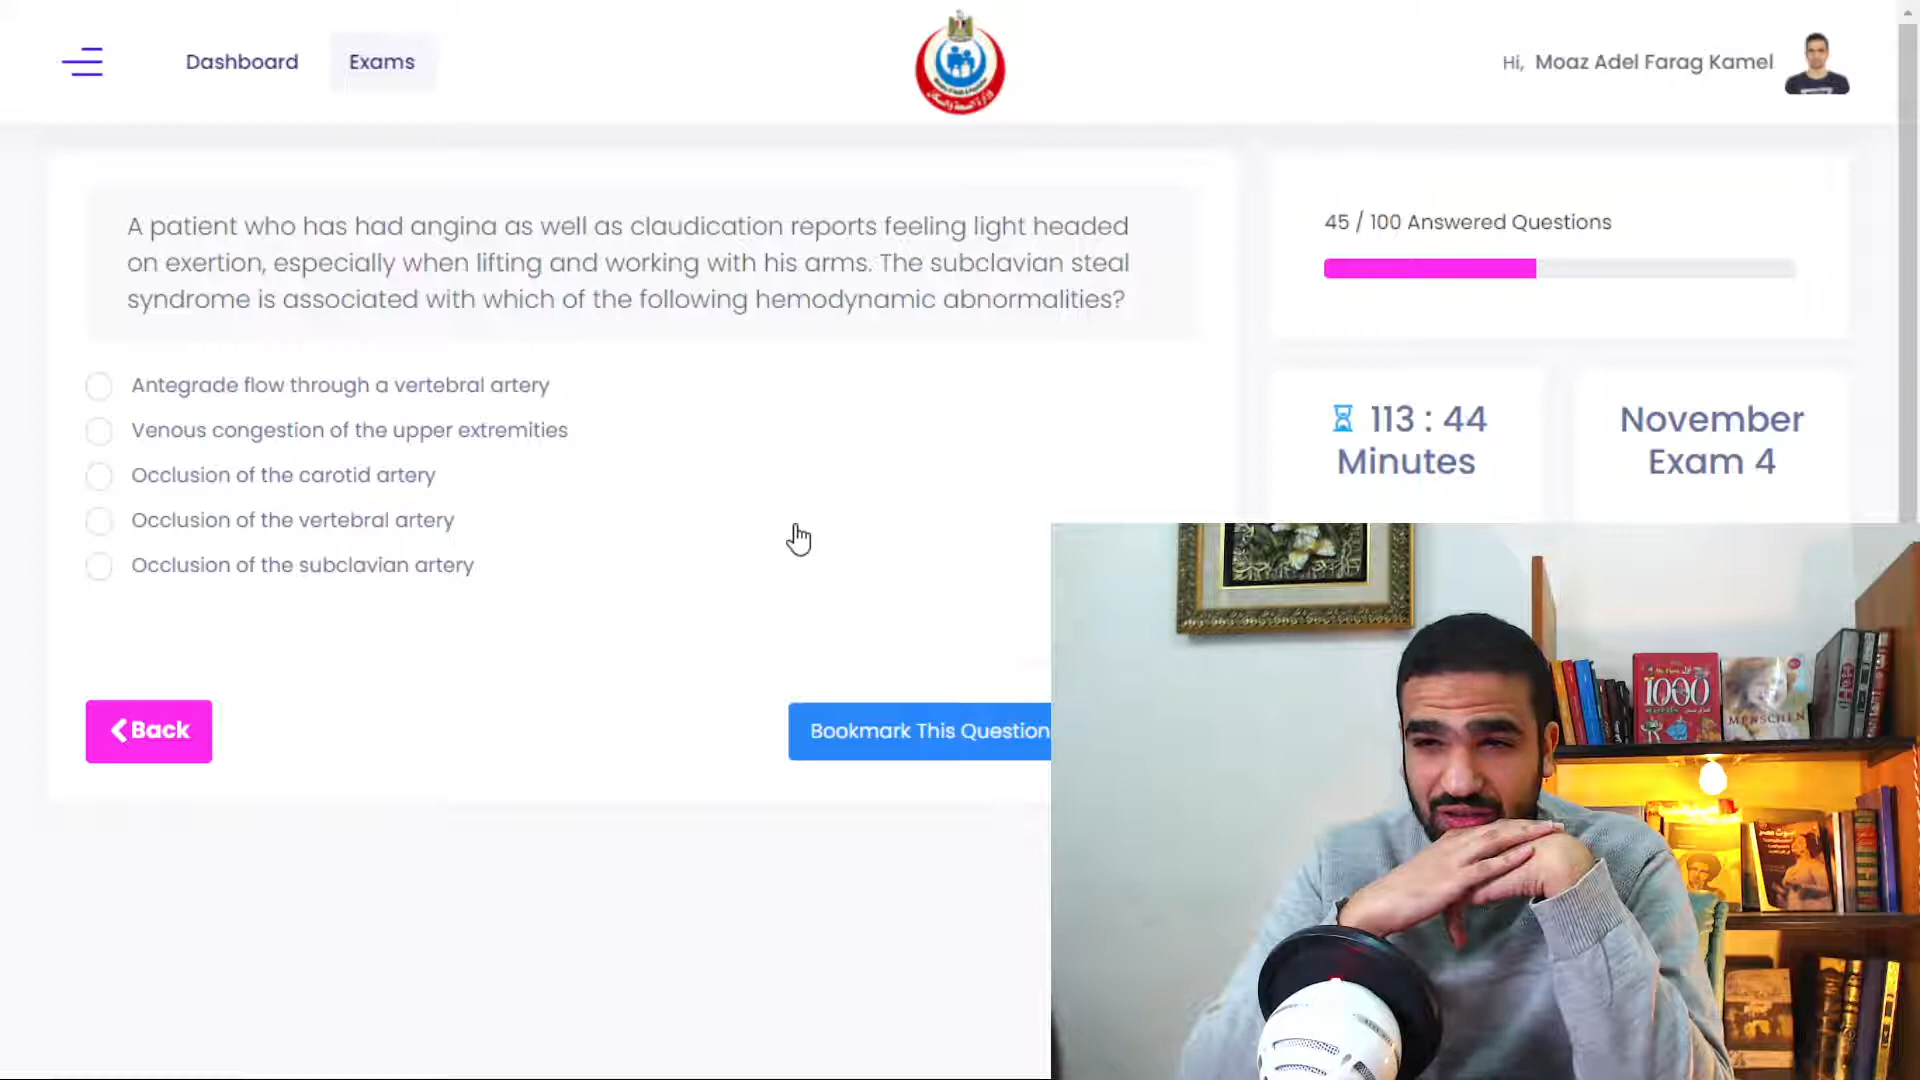 Dashboard
Exams
وزارة الصحة والسكان
Hi, Moaz Adel Farag Kamel
A patient who has had angina as well as claudication reports feeling light headed
on exertion, especially when lifting and working with his arms. The subclavian steal
syndrome is associated with which of the following hemodynamic abnormalities?
Antegrade flow through a vertebral artery
Venous congestion of the upper extremities
Occlusion of the carotid artery
Occlusion of the vertebral artery
Occlusion of the subclavian artery
Back
Bookmark This Question
45 / 100 Answered Questions
113 : 44
Minutes
November
Exam 4
1000
MENSCHEN